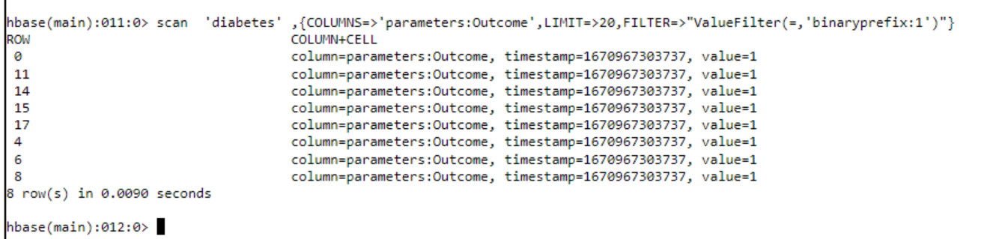 hbase(main):011:0> scan  'diabetes' ,{COLUMNS=>'parameters:Outcome',LIMIT=>20,FILTER=>"ValueFilter(=,'binaryprefix:1')"}
ROW                    COLUMN+CELL
0                      column=parameters:Outcome, timestamp=1670967303737, value=1
11                     column=parameters:Outcome, timestamp=1670967303737, value=1
14                     column=parameters:Outcome, timestamp=1670967303737, value=1
15                     column=parameters:Outcome, timestamp=1670967303737, value=1
17                     column=parameters:Outcome, timestamp=1670967303737, value=1
4                      column=parameters:Outcome, timestamp=1670967303737, value=1
6                      column=parameters:Outcome, timestamp=1670967303737, value=1
8                      column=parameters:Outcome, timestamp=1670967303737, value=1
8 row(s) in 0.0090 seconds
hbase(main):012:0>